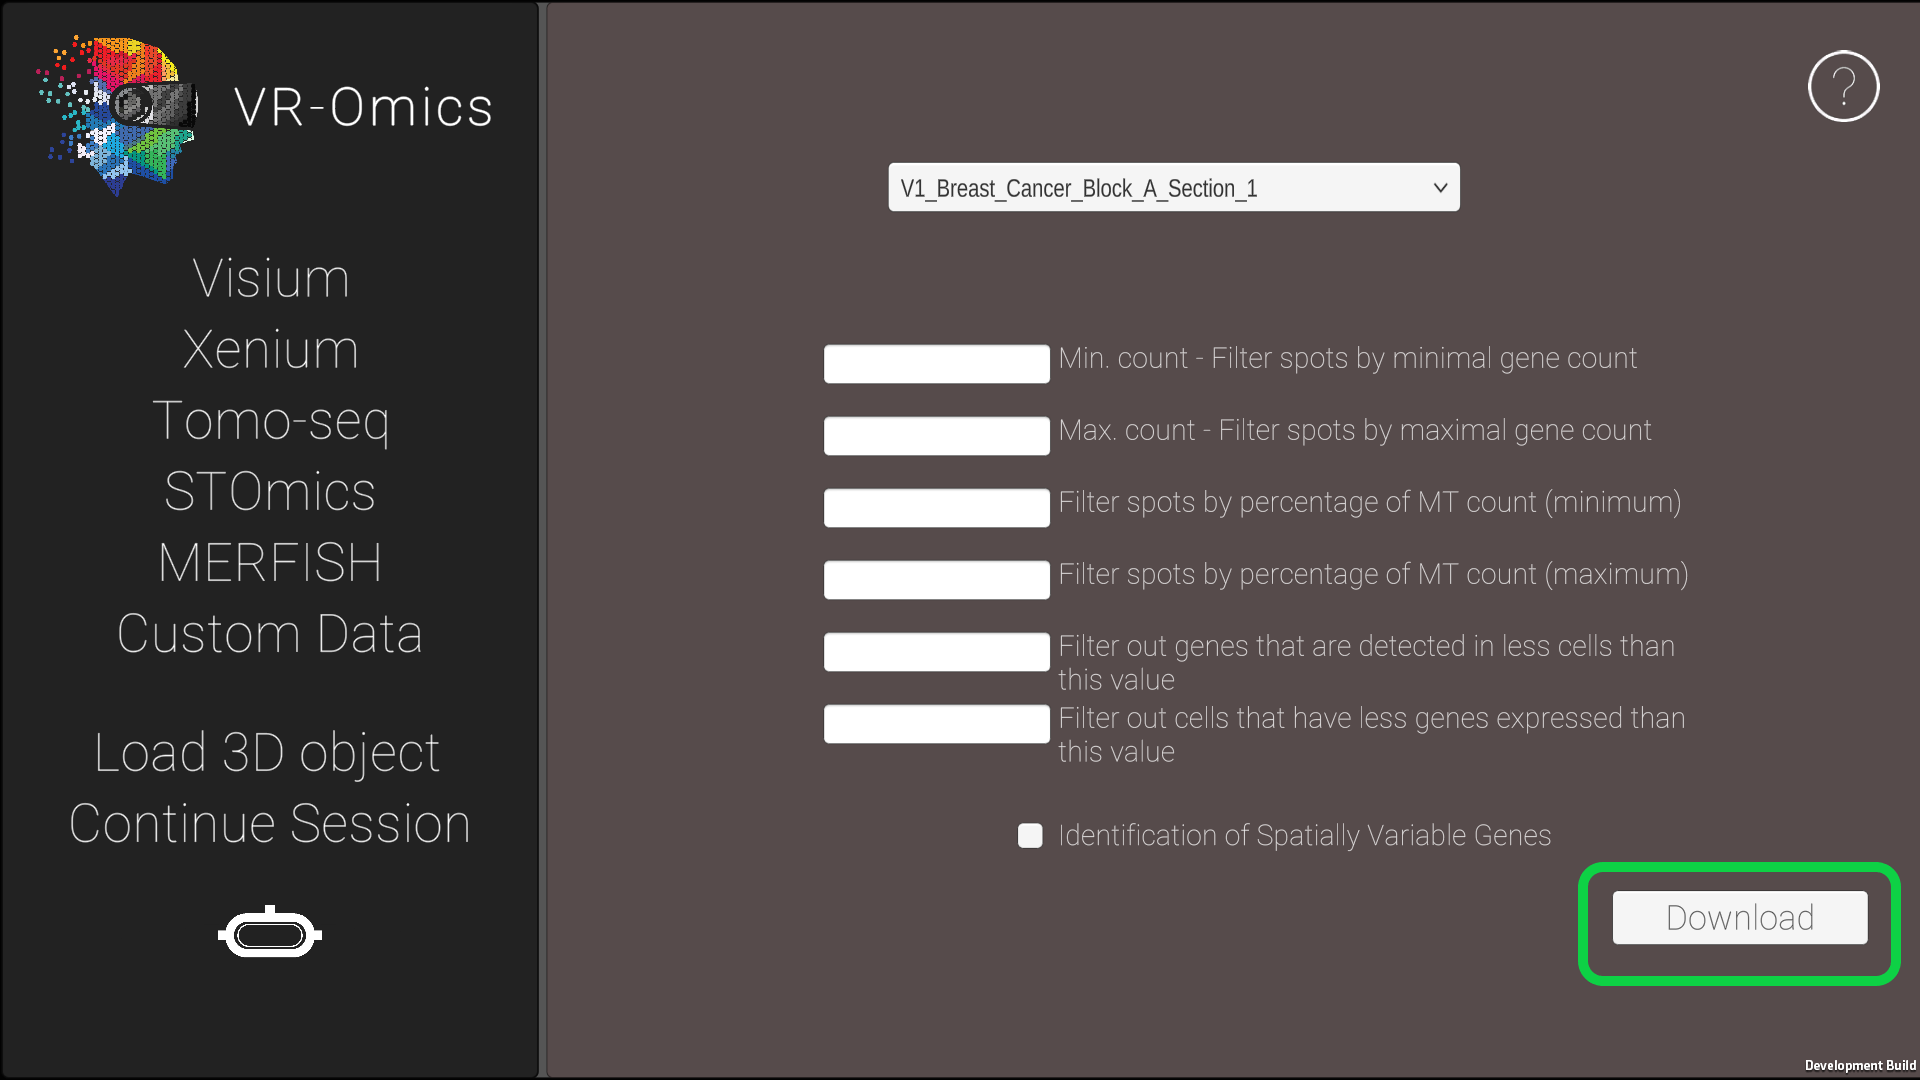 VR-Omics
Visium
Xenium
Tomo-seq
STOmics
MERFISH
Custom Data
Load 3D object
Continue Session
?
V1_Breast_Cancer_Block_A_Section_1
Min. count - Filter spots by minimal gene count
Max. count - Filter spots by maximal gene count
Filter spots by percentage of MT count (minimum)
Filter spots by percentage of MT count (maximum)
Filter out genes that are detected in less cells than
this value
Filter out cells that have less genes expressed than
this value
Identification of Spatially Variable Genes
Download
Development Build